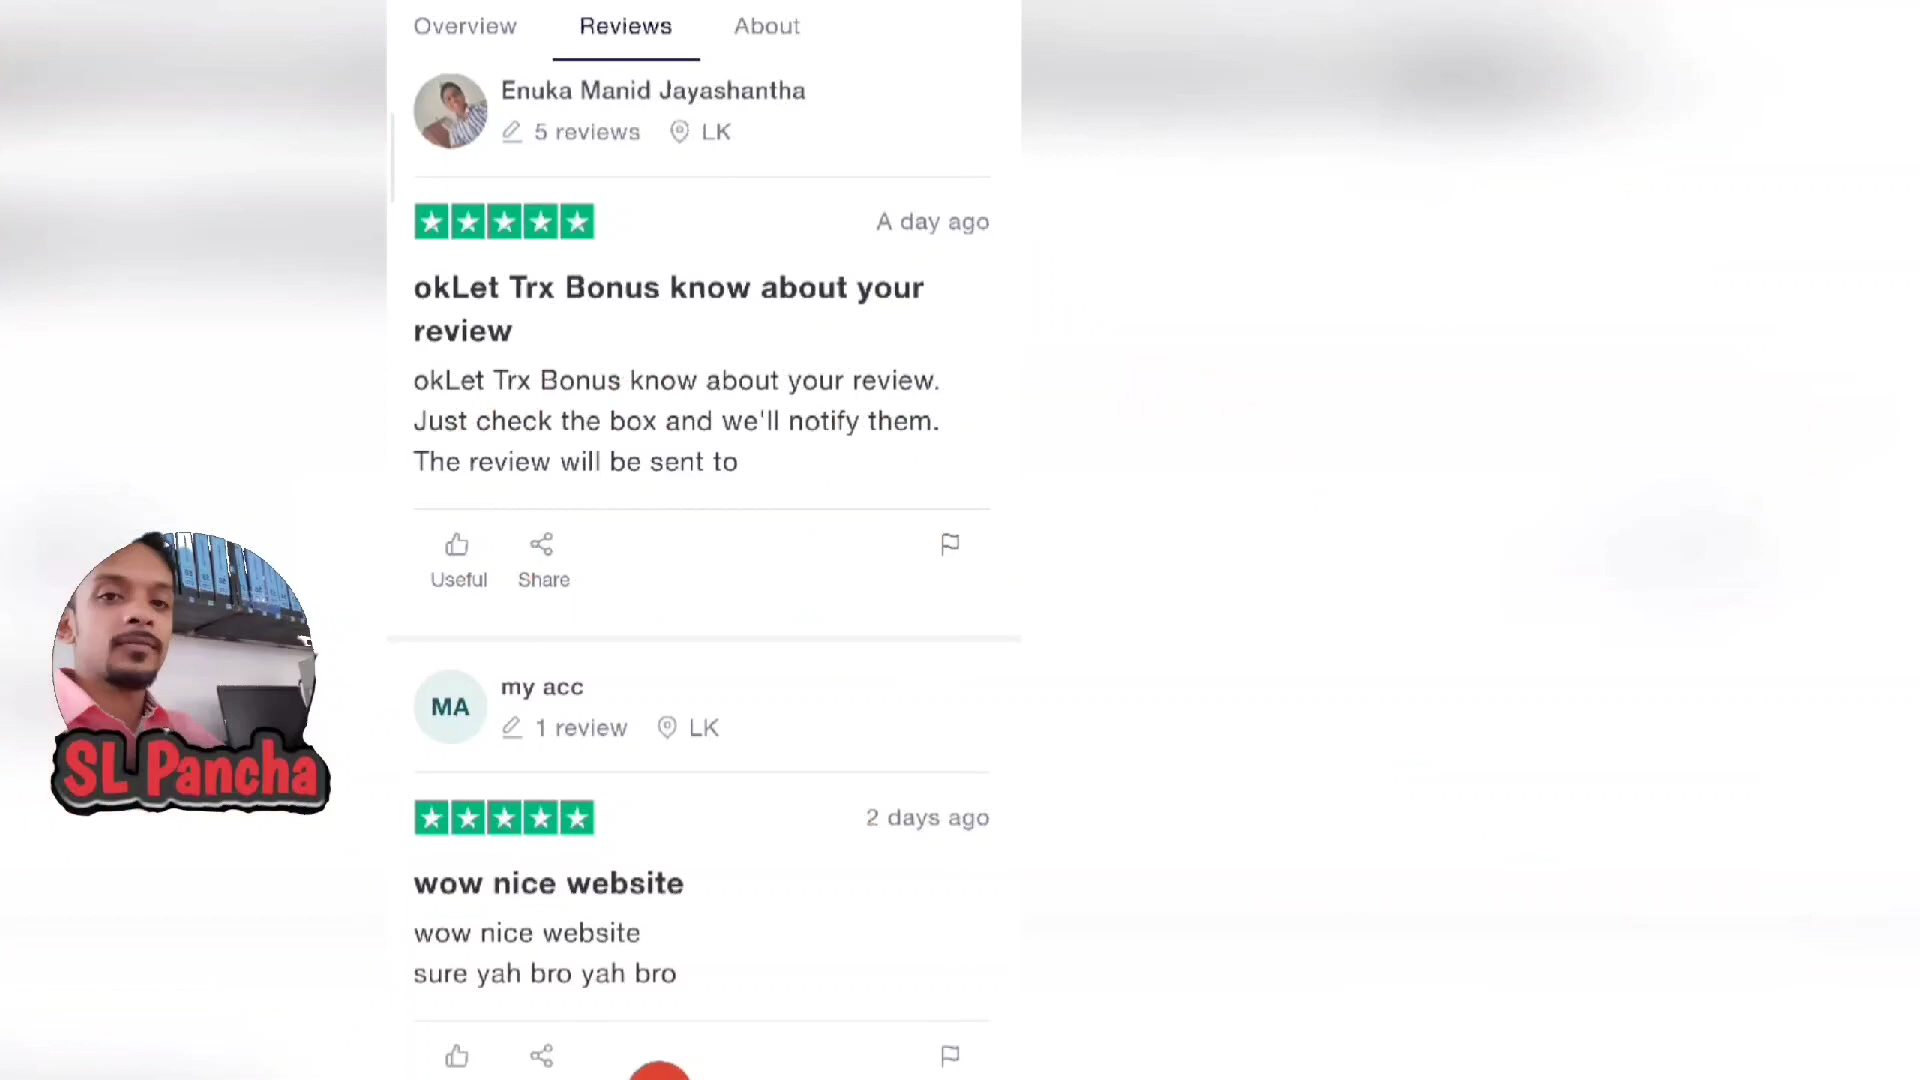 Overview Reviews About
Enuka Manid Jayashantha
5 reviews LK
A day ago
okLet Trx Bonus know about your
review
okLet Trx Bonus know about your review.
Just check the box and we'll notify them.
The review will be sent to
Useful Share
MA my acc
1 review LK
2 days ago
wow nice website
wow nice website
sure yah bro yah bro
SL Pancha